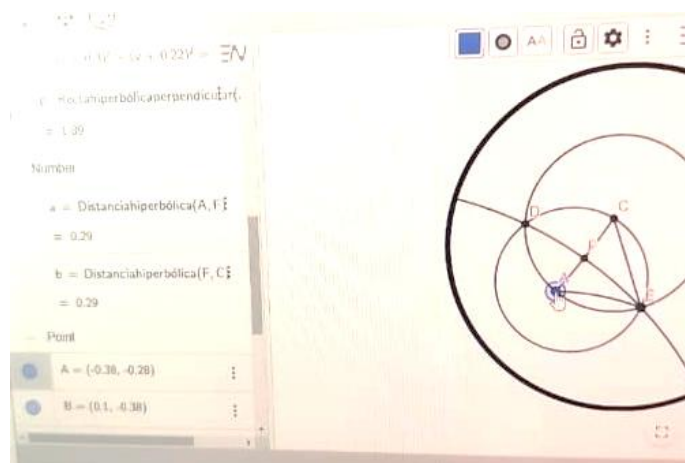 AA
Rectahiperbólicaperpendicular(.
= 1.39
Number
a = Distanciahiperbólica(A, F)
= 0.29
b = Distanciahiperbólica(F, C)
= 0.29
Point
A = (-0.38, -0.28)
B = (0.1, -0.38)
D
C
F
A